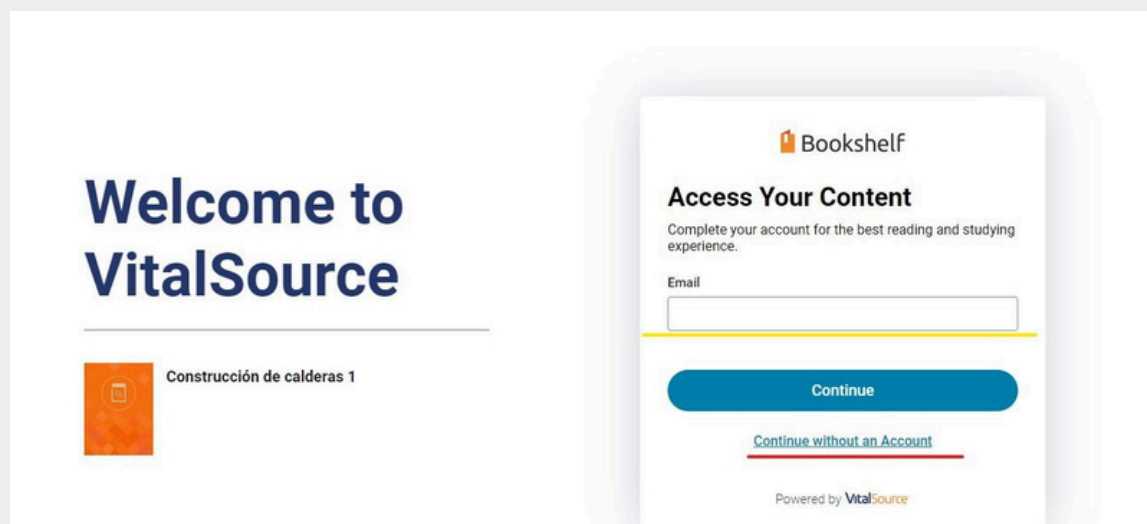 Welcome to
VitalSource
Construcción de calderas 1
Bookshelf
Access Your Content
Complete your account for the best reading and studying
experience.
Email
Continue
Continue without an Account
Powered by VitalSource